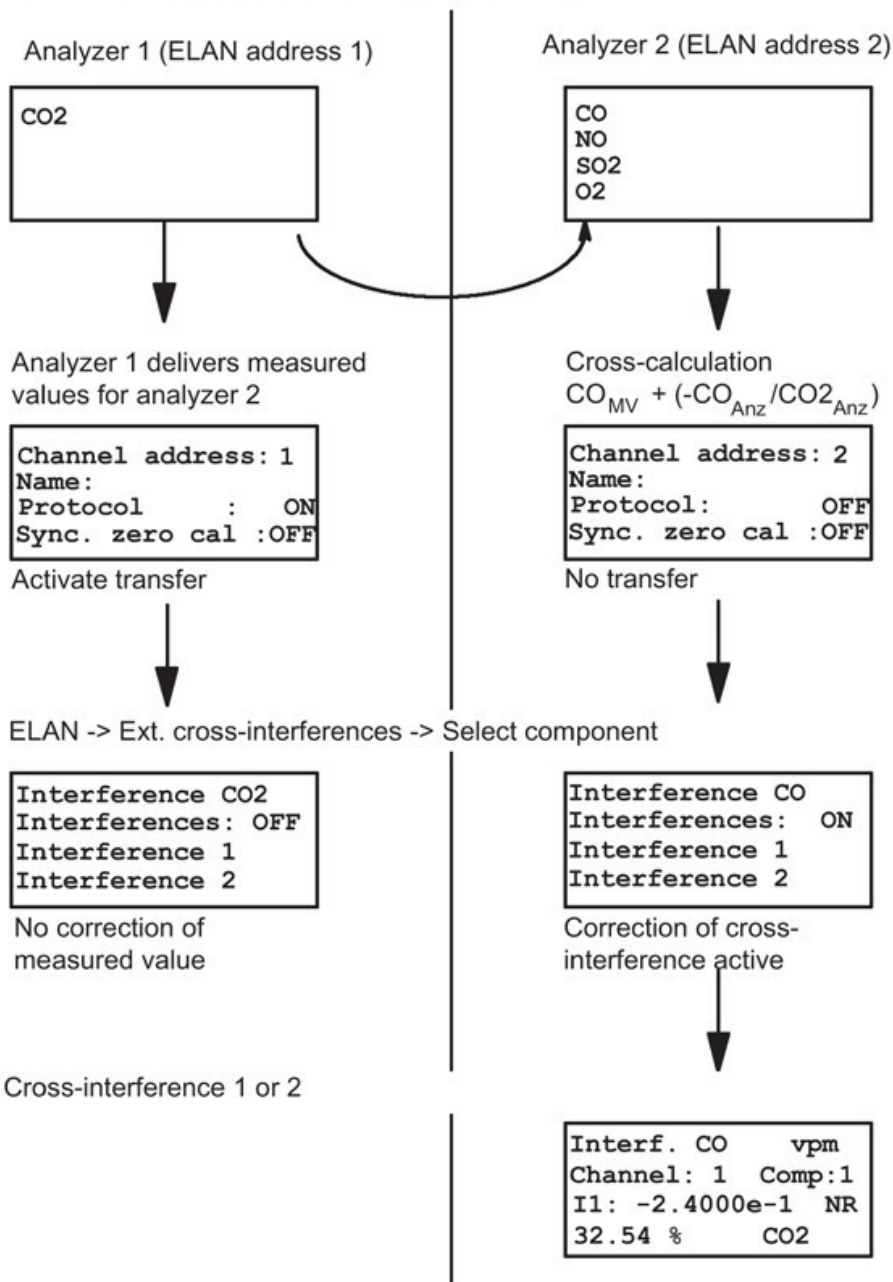 Analyzer 1 (ELAN address 1)
CO2
Analyzer 1 delivers measured
values for analyzer 2
Channel address: 1
Name:
Protocol : ON
Sync. zero cal :OFF
Activate transfer
Analyzer 2 (ELAN address 2)
CO
NO
SO2
O2
Cross-calculation
CO_MV + (-CO_Anz/CO2_Anz)
Channel address: 2
Name:
Protocol: OFF
Sync. zero cal :OFF
No transfer
ELAN -> Ext. cross-interferences -> Select component
Interference CO2
Interferences: OFF
Interference 1
Interference 2
No correction of
measured value
Interference CO
Interferences: ON
Interference 1
Interference 2
Correction of cross-
interference active
Cross-interference 1 or 2
Interf. CO vpm
Channel: 1 Comp:1
I1: -2.4000e-1 NR
32.54 % CO2